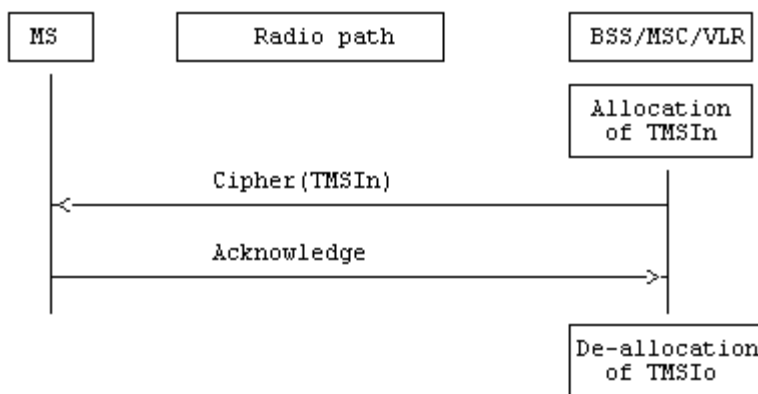 MS
Radio path
BSS/MSC/VLR
Allocation
of TMSIn
Cipher(TMSIn)
Acknowledge
De-allocation
of TMSIo